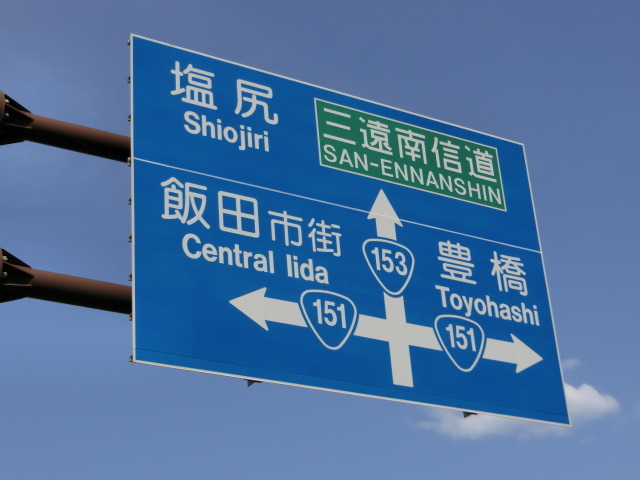 塩尻
Shiojiri
三遠南信道
SAN-ENNANSHIN
飯田市街
Central Iida
153
豊橋
Toyohashi
151
151